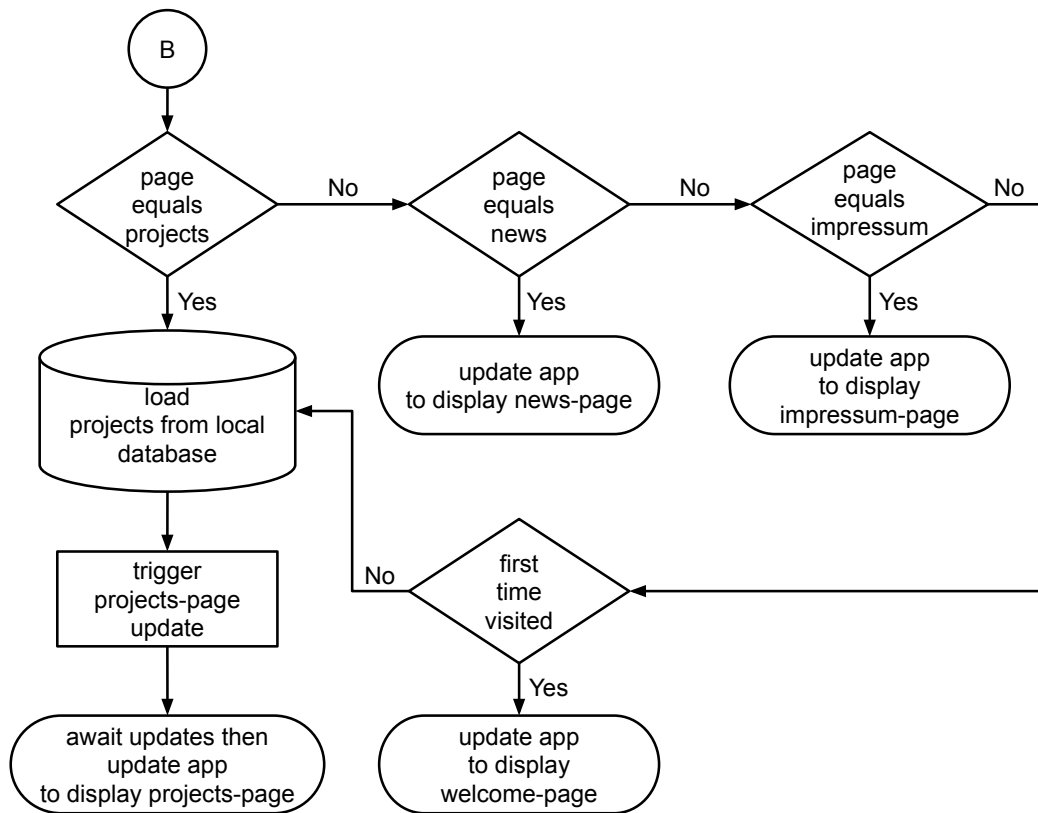 B
page
equals
projects
No
page
equals
news
No
page
equals
impressum
No
Yes
Yes
Yes
load
projects from local
database
update app
to display news-page
update app
to display
impressum-page
trigger
projects-page
update
No
first
time
visited
Yes
await updates then
update app
to display projects-page
update app
to display
welcome-page